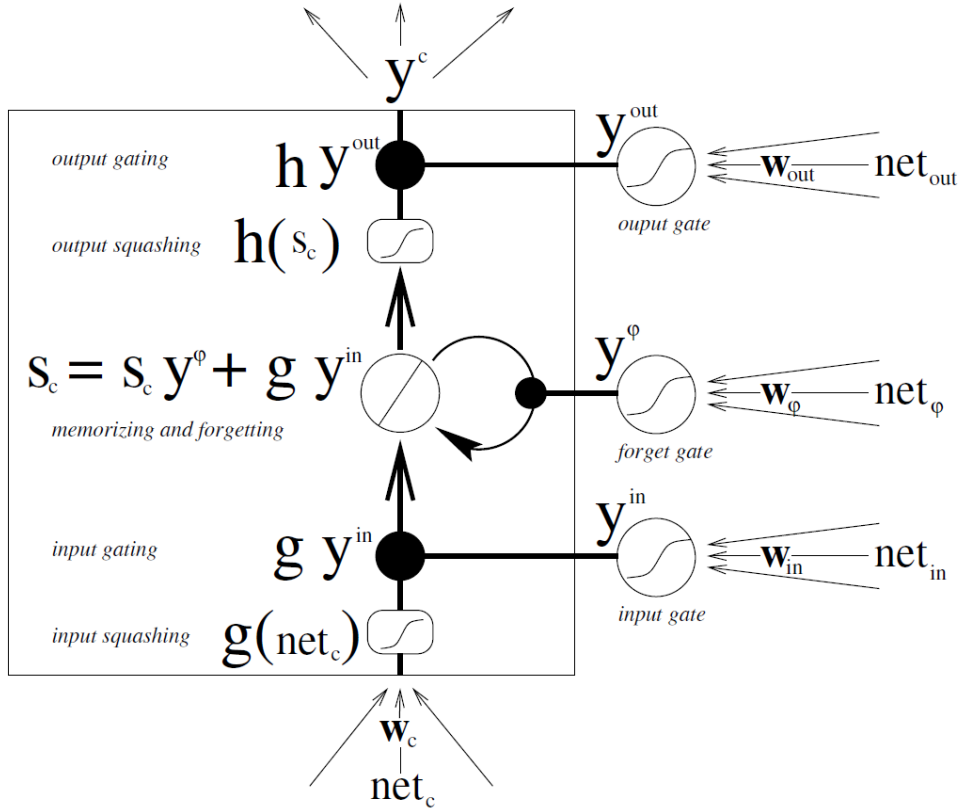 y^c
output gating
h y^out
y^out
w_out
net_out
ouput gate
output squashing
h(s_c)
s_c = s_c y^φ + g y^in
memorizing and forgetting
y^φ
w_φ
net_φ
forget gate
input gating
g y^in
y^in
w_in
net_in
input gate
input squashing
g(net_c)
w_c
net_c